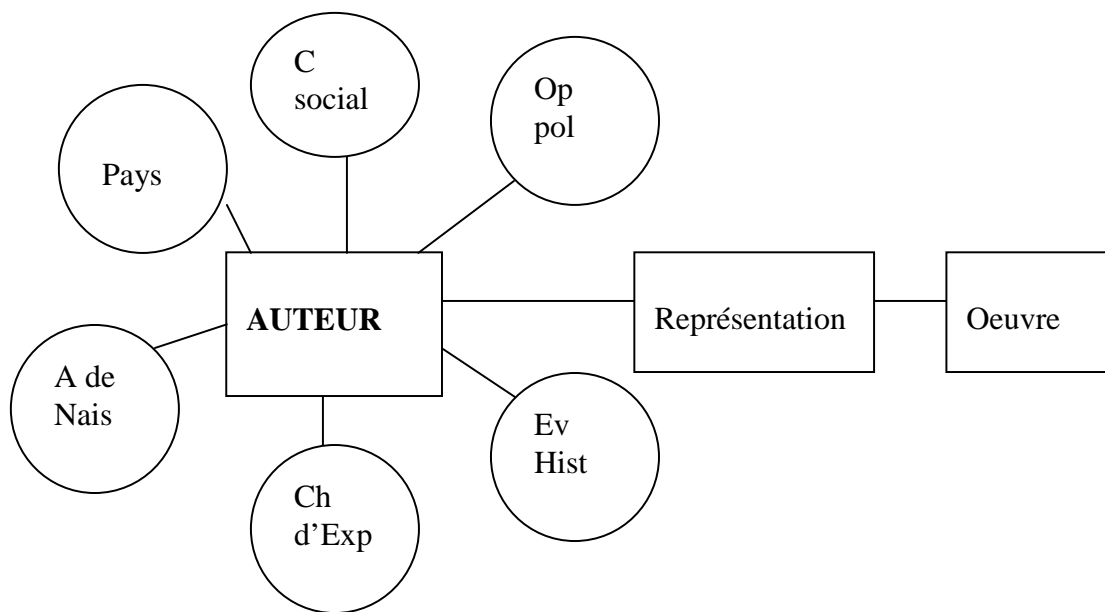 C
social
Op
pol
Pays
AUTEUR
Représentation
Oeuvre
A de
Nais
Ev
Hist
Ch
d’Exp